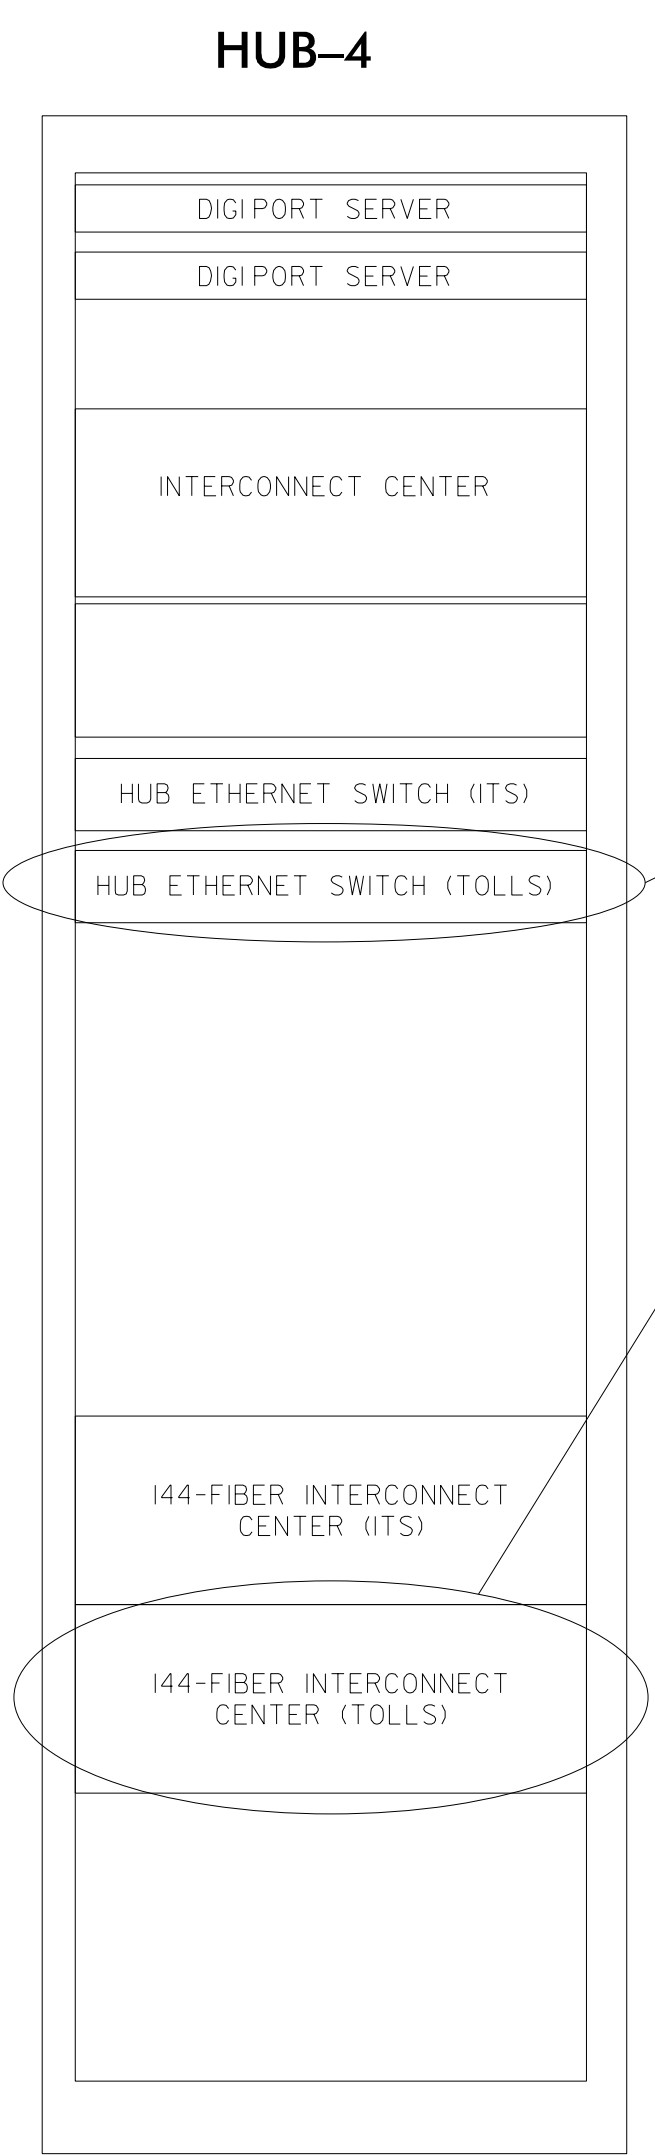 HUB–4
DIGIPORT SERVER
DIGIPORT SERVER
INTERCONNECT CENTER
HUB ETHERNET SWITCH (ITS)
HUB ETHERNET SWITCH (TOLLS)
144-FIBER INTERCONNECT
CENTER (ITS)
144-FIBER INTERCONNECT
CENTER (TOLLS)